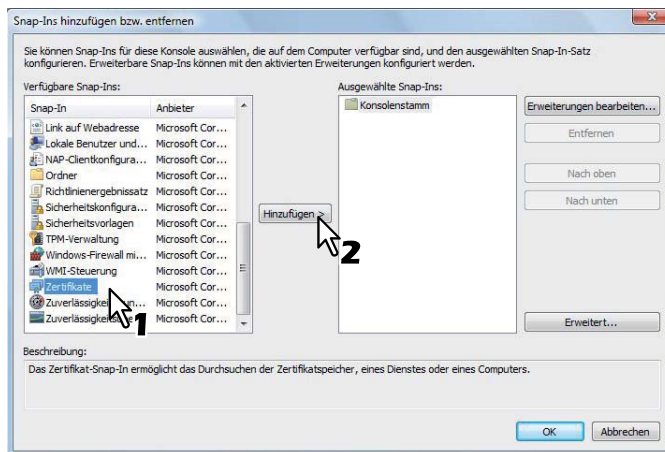 Snap-Ins hinzufügen bzw. entfernen
Sie können Snap-Ins für diese Konsole auswählen, die auf dem Computer verfügbar sind, und den ausgewählten Snap-In-Satz
konfigurieren. Erweiterbare Snap-Ins können mit den aktivierten Erweiterungen konfiguriert werden.
Verfügbare Snap-Ins:
Snap-In Anbieter
Link auf Webadresse Microsoft Cor...
Lokale Benutzer und... Microsoft Cor...
NAP-Clientkonfigura... Microsoft Cor...
Ordner Microsoft Cor...
Richtlinienergebnissatz Microsoft Cor...
Sicherheitskonfigura... Microsoft Cor...
Sicherheitsvorlagen Microsoft Cor...
TPM-Verwaltung Microsoft Cor...
Windows-Firewall mi... Microsoft Cor...
WMI-Steuerung Microsoft Cor...
Zertifikate Microsoft Cor...
Microsoft Cor...
Microsoft Cor...
1
Hinzufügen >
2
Ausgewählte Snap-Ins:
Konsolenstamm
Erweiterungen bearbeiten...
Entfernen
Nach oben
Nach unten
Erweitert...
Beschreibung:
Das Zertifikat-Snap-In ermöglicht das Durchsuchen der Zertifikatspeicher, eines Dienstes oder eines Computers.
OK Abbrechen